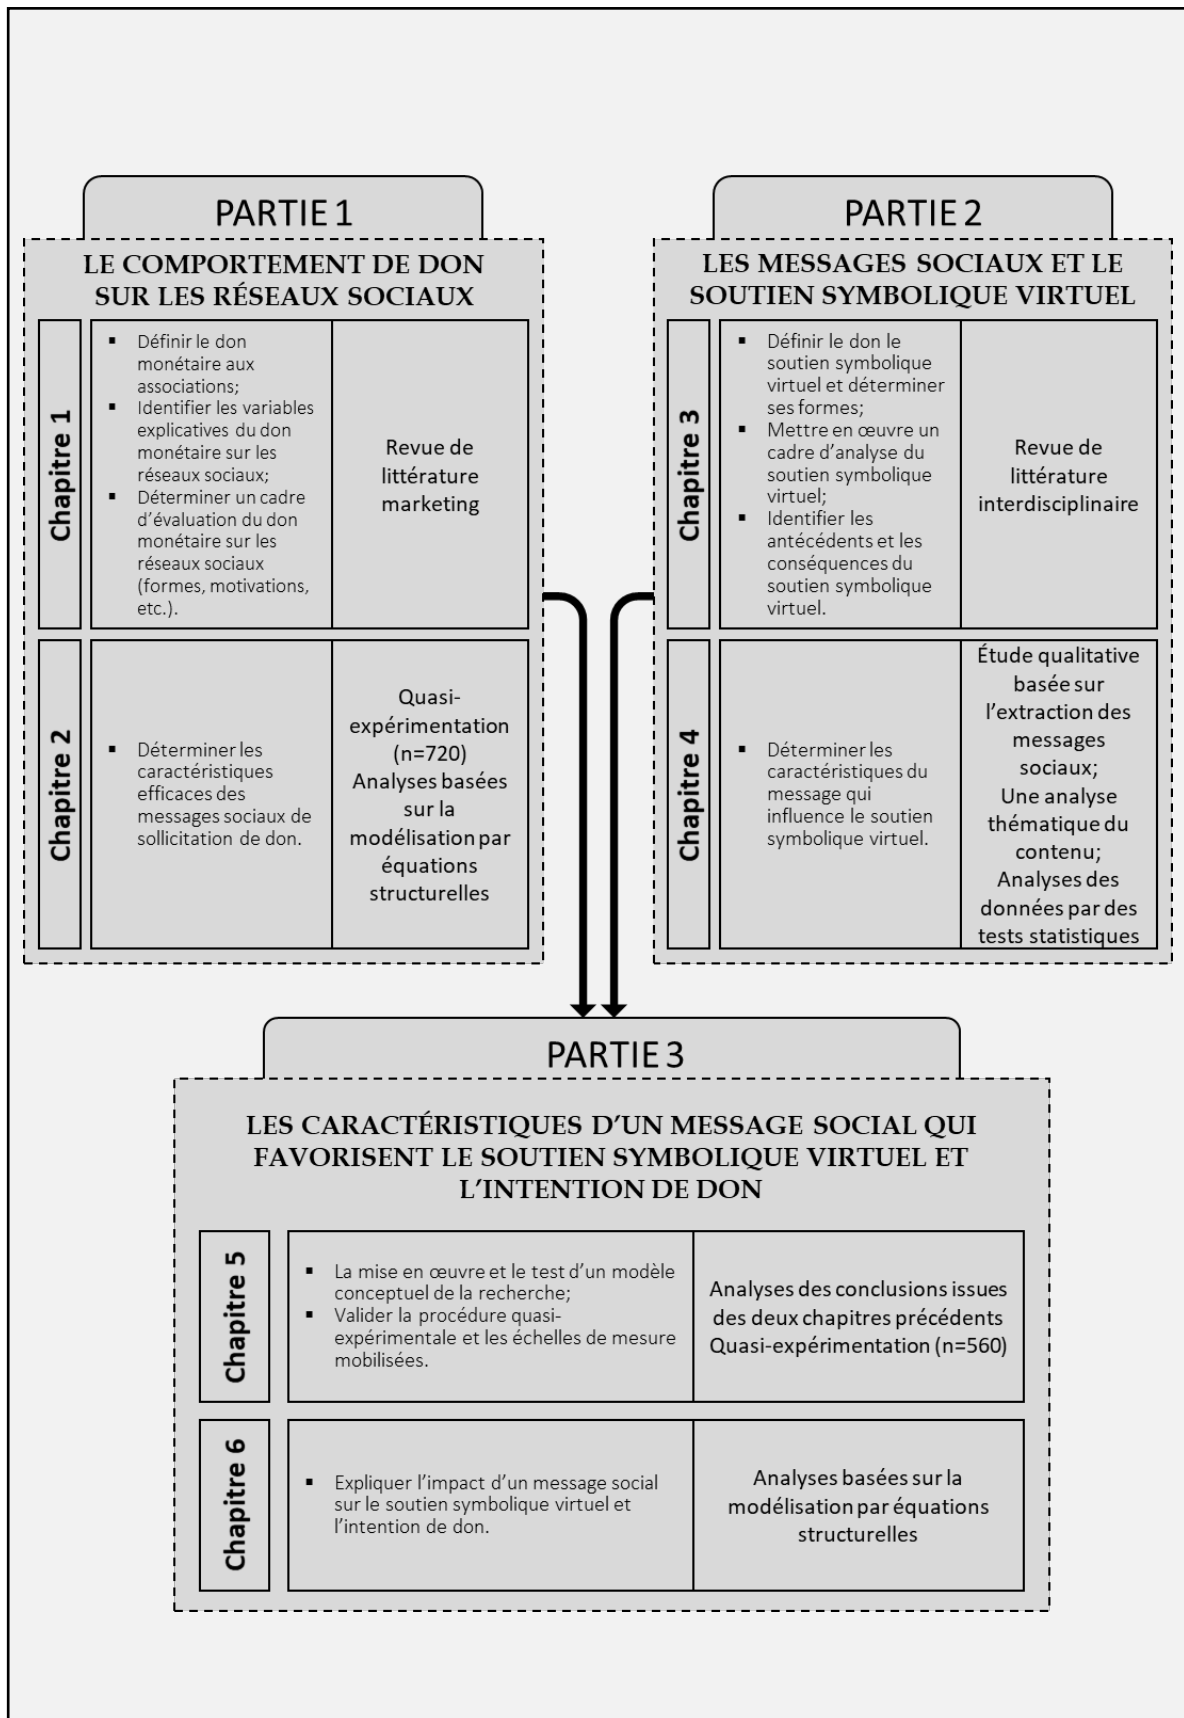 PARTIE 1
LE COMPORTEMENT DE DON
SUR LES RÉSEAUX SOCIAUX
Chapitre 1
▪ Définir le don
monétaire aux
associations;
▪ Identifier les variables
explicatives du don
monétaire sur les
réseaux sociaux;
▪ Déterminer un cadre
d’évaluation du don
monétaire sur les
réseaux sociaux
(formes, motivations,
etc.).
Revue de
littérature
marketing
Chapitre 2
▪ Déterminer les
caractéristiques
efficaces des
messages sociaux de
sollicitation de don.
Quasi-
expérimentation
(n=720)
Analyses basées
sur la
modélisation par
équations
structurelles
PARTIE 2
LES MESSAGES SOCIAUX ET LE
SOUTIEN SYMBOLIQUE VIRTUEL
Chapitre 3
▪ Définir le don le
soutien symbolique
virtuel et déterminer
ses formes;
▪ Mettre en œuvre un
cadre d’analyse du
soutien symbolique
virtuel;
▪ Identifier les
antécédents et les
conséquences du
soutien symbolique
virtuel.
Revue de
littérature
interdisciplinaire
Chapitre 4
▪ Déterminer les
caractéristiques du
message qui
influence le soutien
symbolique virtuel.
Étude qualitative
basée sur
l’extraction des
messages
sociaux;
Une analyse
thématique du
contenu;
Analyses des
données par des
tests statistiques
PARTIE 3
LES CARACTÉRISTIQUES D’UN MESSAGE SOCIAL QUI
FAVORISENT LE SOUTIEN SYMBOLIQUE VIRTUEL ET
L’INTENTION DE DON
Chapitre 5
▪ La mise en œuvre et le test d’un modèle
conceptuel de la recherche;
▪ Valider la procédure quasi-
expérimentale et les échelles de mesure
mobilisées.
Analyses des conclusions issues
des deux chapitres précédents
Quasi-expérimentation (n=560)
Chapitre 6
▪ Expliquer l’impact d’un message social
sur le soutien symbolique virtuel et
l’intention de don.
Analyses basées sur la
modélisation par équations
structurelles